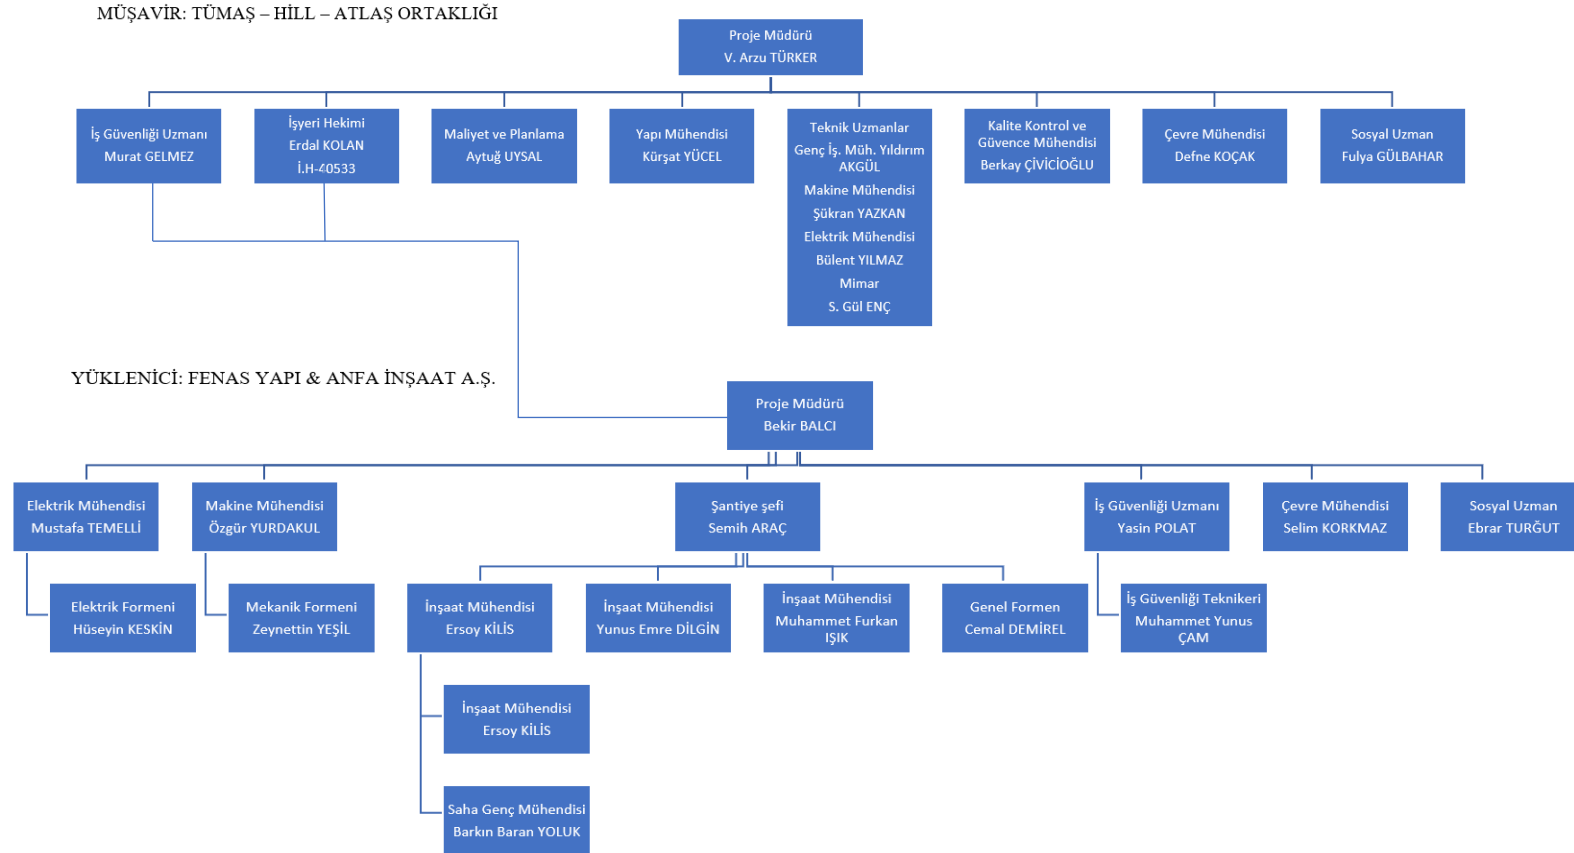 MÜŞAVİR: TÜMAŞ – HİLL – ATLAŞ ORTAKLIĞI
Proje Müdürü
V. Arzu TÜRKER
İş Güvenliği Uzmanı
Murat GELMEZ
İşyeri Hekimi
Erdal KOLAN
İ.H-40533
Maliyet ve Planlama
Aytuğ UYSAL
Yapı Mühendisi
Kürşat YÜCEL
Teknik Uzmanlar
Genç İş. Müh. Yıldırım
AKGÜL
Makine Mühendisi
Şükran YAZKAN
Elektrik Mühendisi
Bülent YILMAZ
Mimar
S. Gül ENÇ
Kalite Kontrol ve
Güvence Mühendisi
Berkay ÇİVİCİOĞLU
Çevre Mühendisi
Defne KOÇAK
Sosyal Uzman
Fulya GÜLBAHAR
YÜKLENİCİ: FENAS YAPI & ANFA İNŞAAT A.Ş.
Proje Müdürü
Bekir BALCI
Elektrik Mühendisi
Mustafa TEMELLİ
Makine Mühendisi
Özgür YURDAKUL
Şantiye şefi
Semih ARAÇ
İş Güvenliği Uzmanı
Yasin POLAT
Çevre Mühendisi
Selim KORKMAZ
Sosyal Uzman
Ebrar TURĞUT
Elektrik Formeni
Hüseyin KESKİN
Mekanik Formeni
Zeynettin YEŞİL
İnşaat Mühendisi
Ersoy KİLİS
İnşaat Mühendisi
Yunus Emre DİLGİN
İnşaat Mühendisi
Muhammet Furkan
IŞIK
Genel Formen
Cemal DEMİREL
İş Güvenliği Teknikeri
Muhammet Yunus
ÇAM
İnşaat Mühendisi
Ersoy KİLİS
Saha Genç Mühendisi
Barkın Baran YOLUK